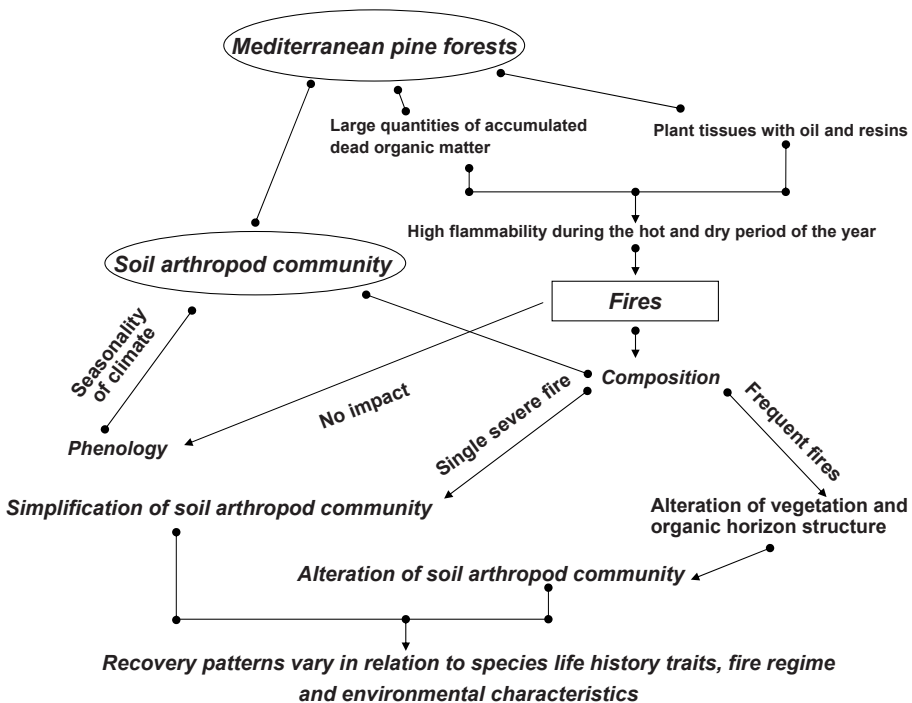 Mediterranean pine forests
Large quantities of accumulated
dead organic matter
Plant tissues with oil and resins
High flammability during the hot and dry period of the year
Soil arthropod community
Fires
Seasonality
of climate
No impact
Composition
Single severe fire
Frequent fires
Phenology
Simplification of soil arthropod community
Alteration of vegetation and
organic horizon structure
Alteration of soil arthropod community
Recovery patterns vary in relation to species life history traits, fire regime
and environmental characteristics